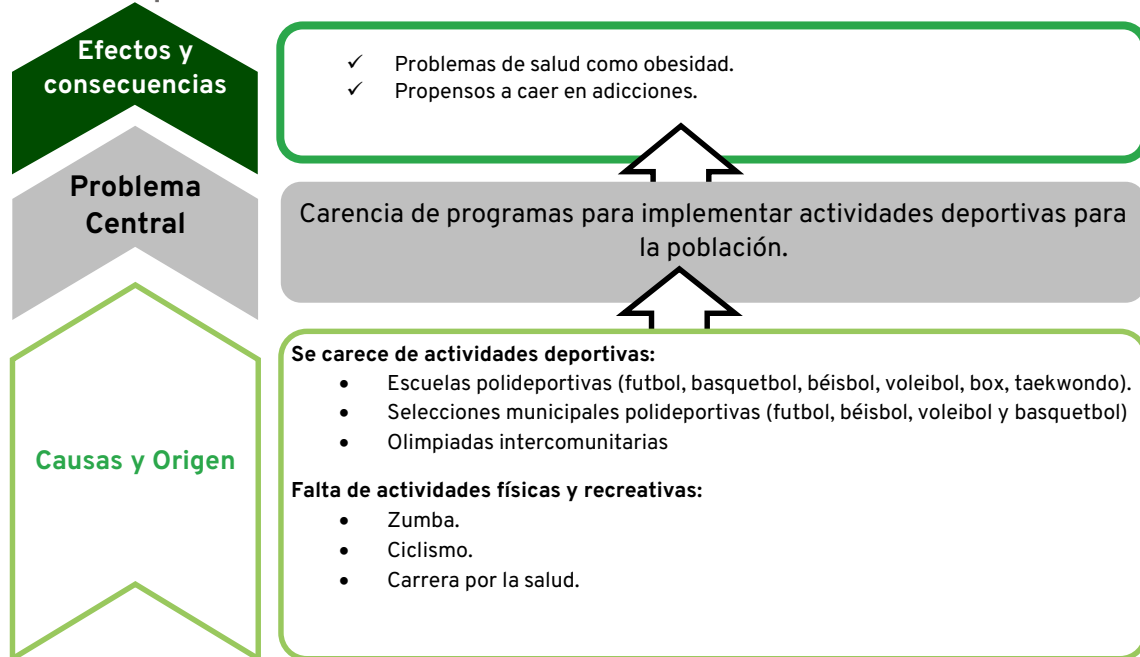 Efectos y
consecuencias
✓ Problemas de salud como obesidad.
✓ Propensos a caer en adicciones.
Problema
Central
Carencia de programas para implementar actividades deportivas para
la población.
Causas y Origen
Se carece de actividades deportivas:
• Escuelas polideportivas (futbol, basquetbol, béisbol, voleibol, box, taekwondo).
• Selecciones municipales polideportivas (futbol, béisbol, voleibol y basquetbol)
• Olimpiadas intercomunitarias
Falta de actividades físicas y recreativas:
• Zumba.
• Ciclismo.
• Carrera por la salud.